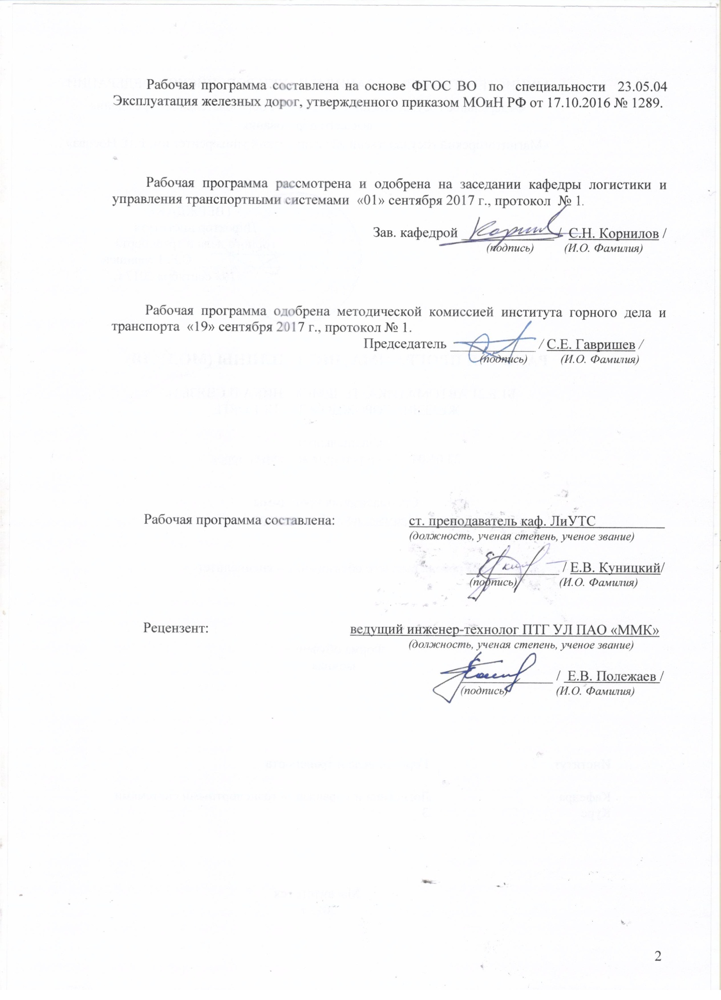 Рабочая программа составлена на основе ФГОС ВО по специальности 23.05.04
Эксплуатация железных дорог, утвержденного приказом МОиН РФ от 17.10.2016 № 1289.
Рабочая программа рассмотрена и одобрена на заседании кафедры логистики и
управления транспортными системами «01» сентября 2017 г., протокол № 1.
Зав. кафедрой _____________ / С.Н. Корнилов /
(подпись) (И.О. Фамилия)
Рабочая программа одобрена методической комиссией института горного дела и
транспорта «19» сентября 2017 г., протокол № 1.
Председатель ____________ / С.Е. Гавришев /
(подпись) (И.О. Фамилия)
Рабочая программа составлена: ст. преподаватель каф. ЛиУТС
(должность, ученая степень, ученое звание)
_____________ / Е.В. Куницкий/
(подпись) (И.О. Фамилия)
Рецензент: ведущий инженер-технолог ПТГ УЛ ПАО «ММК»
(должность, ученая степень, ученое звание)
_____________ / Е.В. Полежаев /
(подпись) (И.О. Фамилия)
2